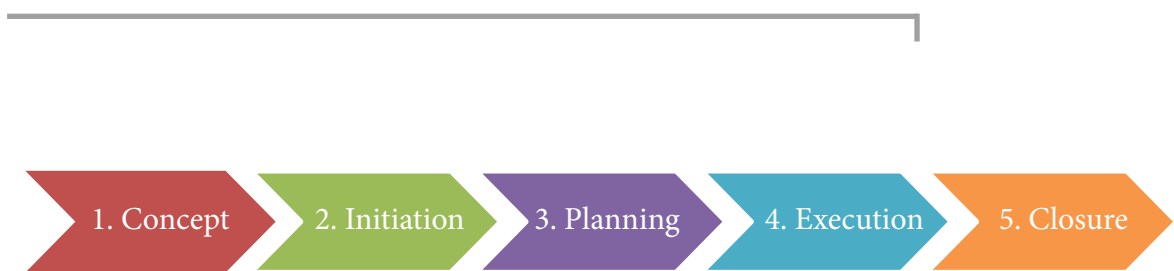 1. Concept
2. Initiation
3. Planning
4. Execution
5. Closure